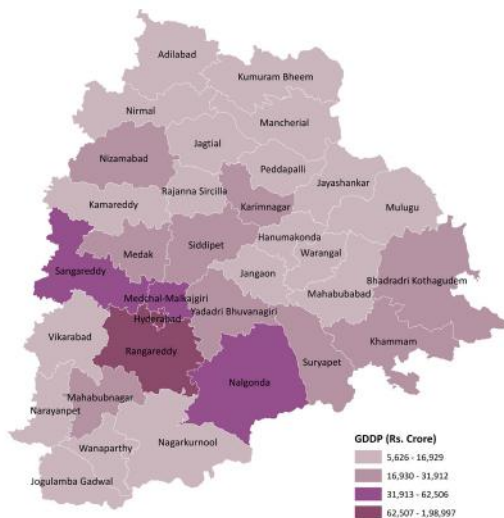 Adilabad
Kumuram Bheem
Nirmal
Mancherial
Jagtial
Nizamabad
Peddapalli
Jayashankar
Rajanna Sircilla
Kamareddy
Karimnagar
Mulugu
Siddipet
Hanumakonda
Medak
Warangal
Sangareddy
Jangaon
Bhadradri Kothagudem
Medchal-Malkajgiri
Mahabubabad
Hyderabad
Yadadri Bhuvanagiri
Vikarabad
Khammam
Rangareddy
Suryapet
Nalgonda
Mahabubnagar
Narayanpet
Nagarkurnool
Wanaparthy
Jogulamba Gadwal
GDDP (Rs. Crore)
5,626 - 16,929
16,930 - 31,912
31,913 - 62,506
62,507 - 1,98,997